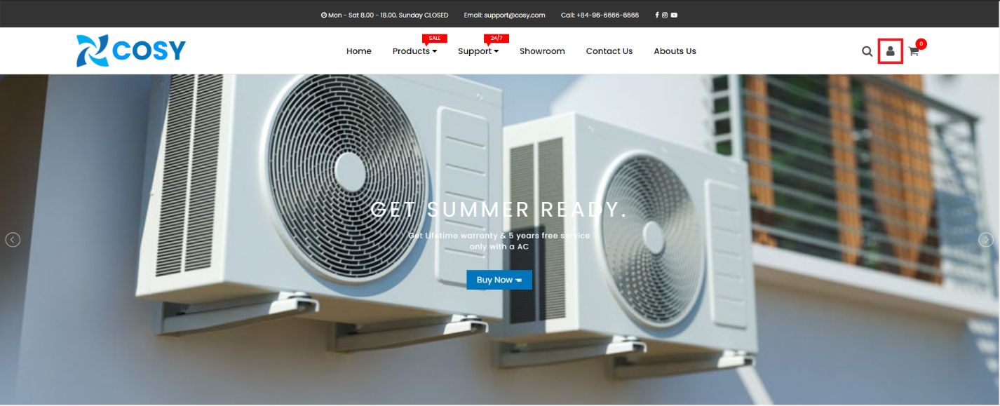 Mon - Sat 8.00 - 18.00, Sunday CLOSED Email: support@cosy.com Call: +84-96-6666-6666
COSY
SALE 24/7
Home Products Support Showroom Contact Us Abouts Us
0
GET SUMMER READY.
Get Lifetime warranty & 5 years free service
only with a AC
Buy Now